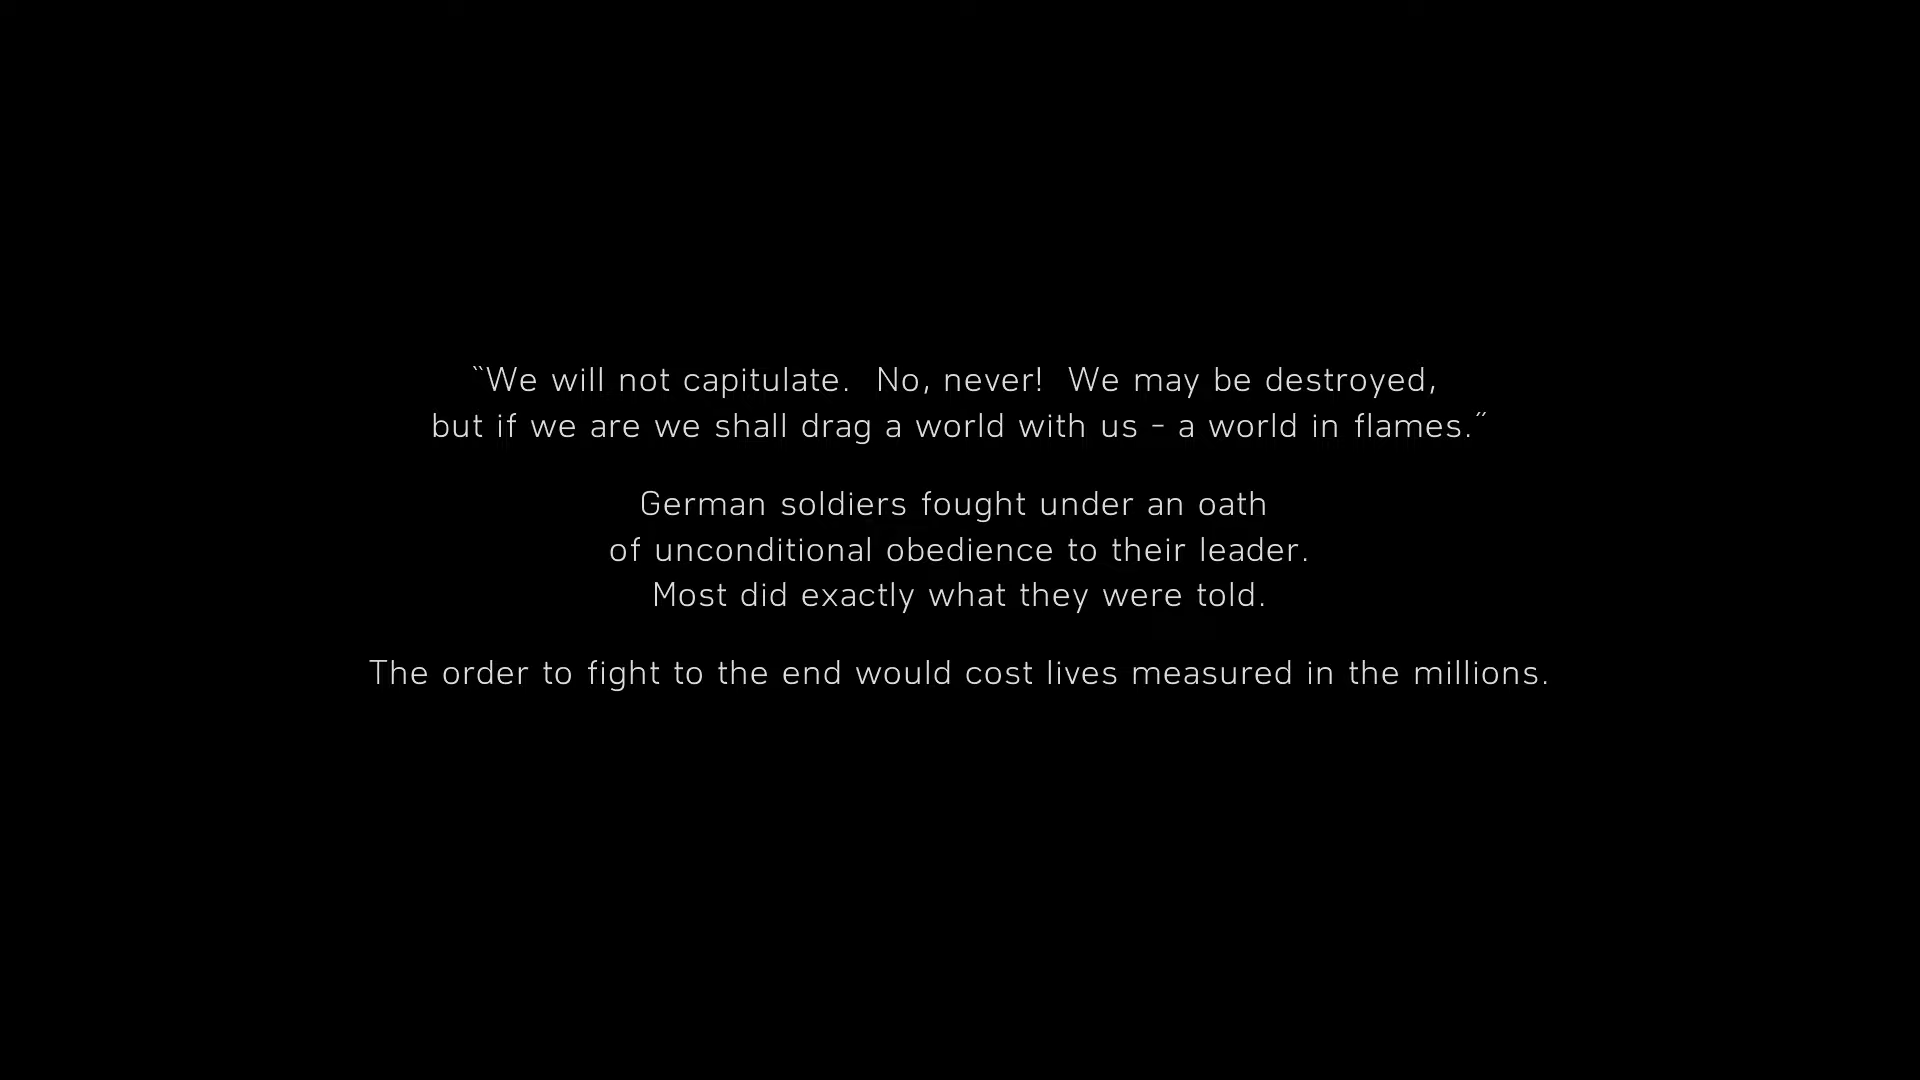 “We will not capitulate.  No, never!  We may be destroyed,
but if we are we shall drag a world with us - a world in flames.”
German soldiers fought under an oath
of unconditional obedience to their leader.
Most did exactly what they were told.
The order to fight to the end would cost lives measured in the millions.